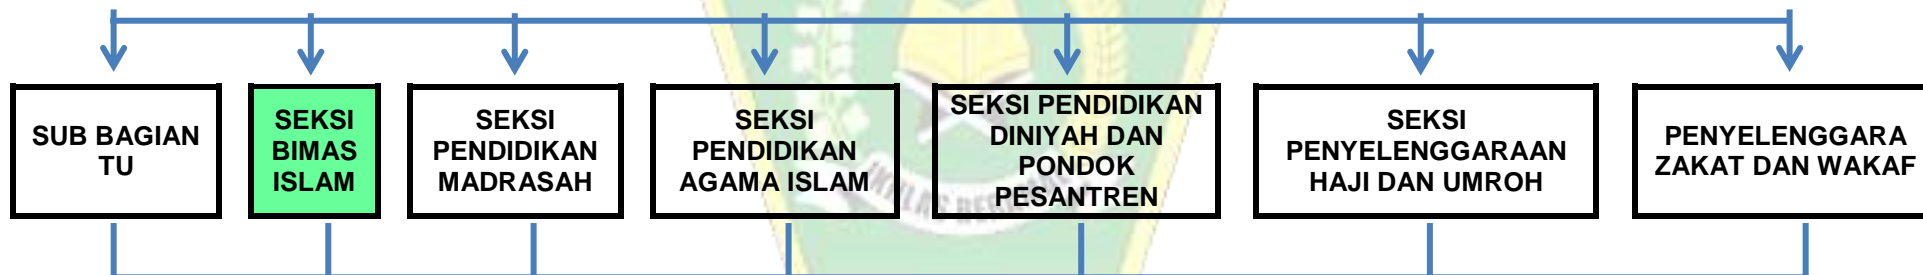 SUB BAGIAN
TU
SEKSI
BIMAS
ISLAM
SEKSI
PENDIDIKAN
MADRASAH
SEKSI
PENDIDIKAN
AGAMA ISLAM
SEKSI PENDIDIKAN
DINIYAH DAN
PONDOK
PESANTREN
SEKSI
PENYELENGGARAAN
HAJI DAN UMROH
PENYELENGGARA
ZAKAT DAN WAKAF